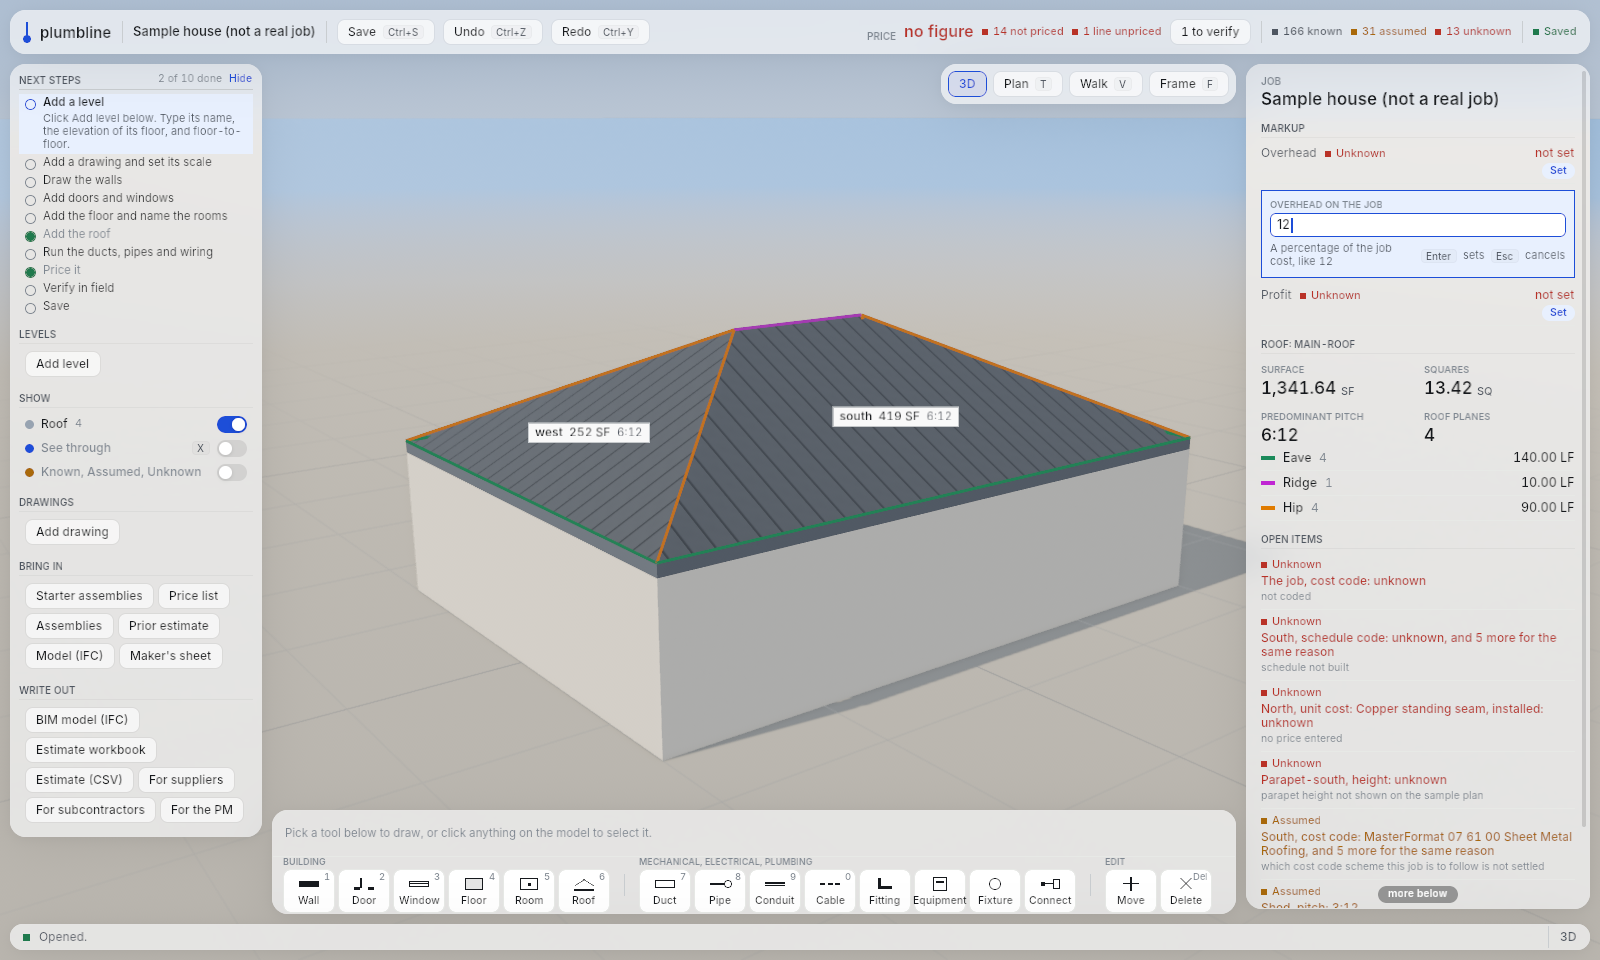 plumbline
Sample house (not a real job)
Save Ctrl+S
Undo Ctrl+Z
Redo Ctrl+Y
PRICE no figure
14 not priced
1 line unpriced
1 to verify
166 known
31 assumed
13 unknown
Saved
NEXT STEPS
2 of 10 done
Hide
Add a level
Click Add level below. Type its name,
the elevation of its floor, and floor-to-
floor.
Add a drawing and set its scale
Draw the walls
Add doors and windows
Add the floor and name the rooms
Add the roof
Run the ducts, pipes and wiring
Price it
Verify in field
Save
LEVELS
Add level
SHOW
Roof 4
See through X
Known, Assumed, Unknown
DRAWINGS
Add drawing
BRING IN
Starter assemblies
Price list
Assemblies
Prior estimate
Model (IFC)
Maker's sheet
WRITE OUT
BIM model (IFC)
Estimate workbook
Estimate (CSV)
For suppliers
For subcontractors
For the PM
3D
Plan T
Walk V
Frame F
west 252 SF 6:12
south 419 SF 6:12
Pick a tool below to draw, or click anything on the model to select it.
BUILDING
1 Wall
2 Door
3 Window
4 Floor
5 Room
6 Roof
MECHANICAL, ELECTRICAL, PLUMBING
7 Duct
8 Pipe
9 Conduit
0 Cable
Fitting
Equipment
Fixture
Connect
EDIT
Move
Del Delete
JOB
Sample house (not a real job)
MARKUP
Overhead Unknown not set
Set
OVERHEAD ON THE JOB
12
A percentage of the job
cost, like 12
Enter sets Esc cancels
Profit Unknown not set
Set
ROOF: MAIN-ROOF
SURFACE
1,341.64 SF
SQUARES
13.42 SQ
PREDOMINANT PITCH
6:12
ROOF PLANES
4
Eave 4 140.00 LF
Ridge 1 10.00 LF
Hip 4 90.00 LF
OPEN ITEMS
Unknown
The job, cost code: unknown
not coded
Unknown
South, schedule code: unknown, and 5 more for the
same reason
schedule not built
Unknown
North, unit cost: Copper standing seam, installed:
unknown
no price entered
Unknown
Parapet-south, height: unknown
parapet height not shown on the sample plan
Assumed
South, cost code: MasterFormat 07 61 00 Sheet Metal
Roofing, and 5 more for the same reason
which cost code scheme this job is to follow is not settled
Assumed
Shed, pitch: 3:12
more below
Opened.
3D